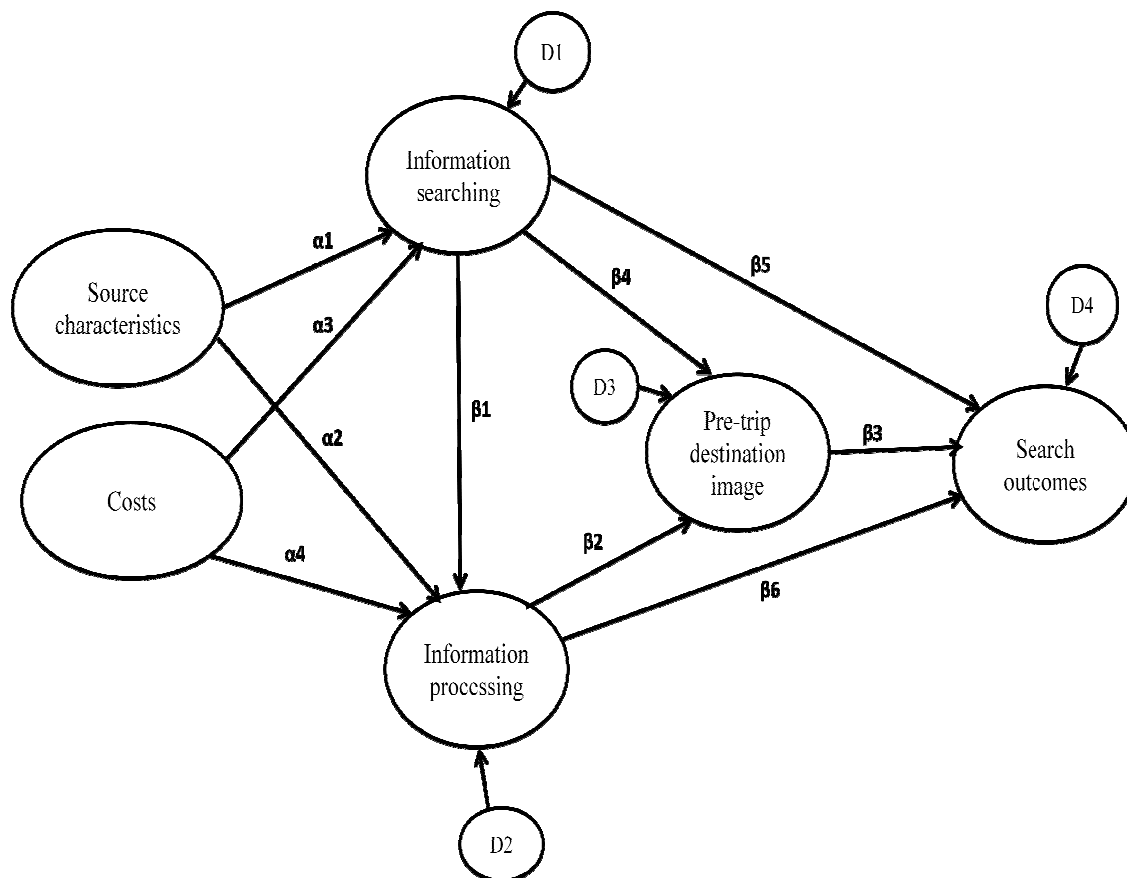 D1
Information
searching
α1
Source
characteristics
α3
β4
β5
D4
D3
β1
α2
Pre-trip
destination
image
β3
Search
outcomes
Costs
α4
β2
β6
Information
processing
D2